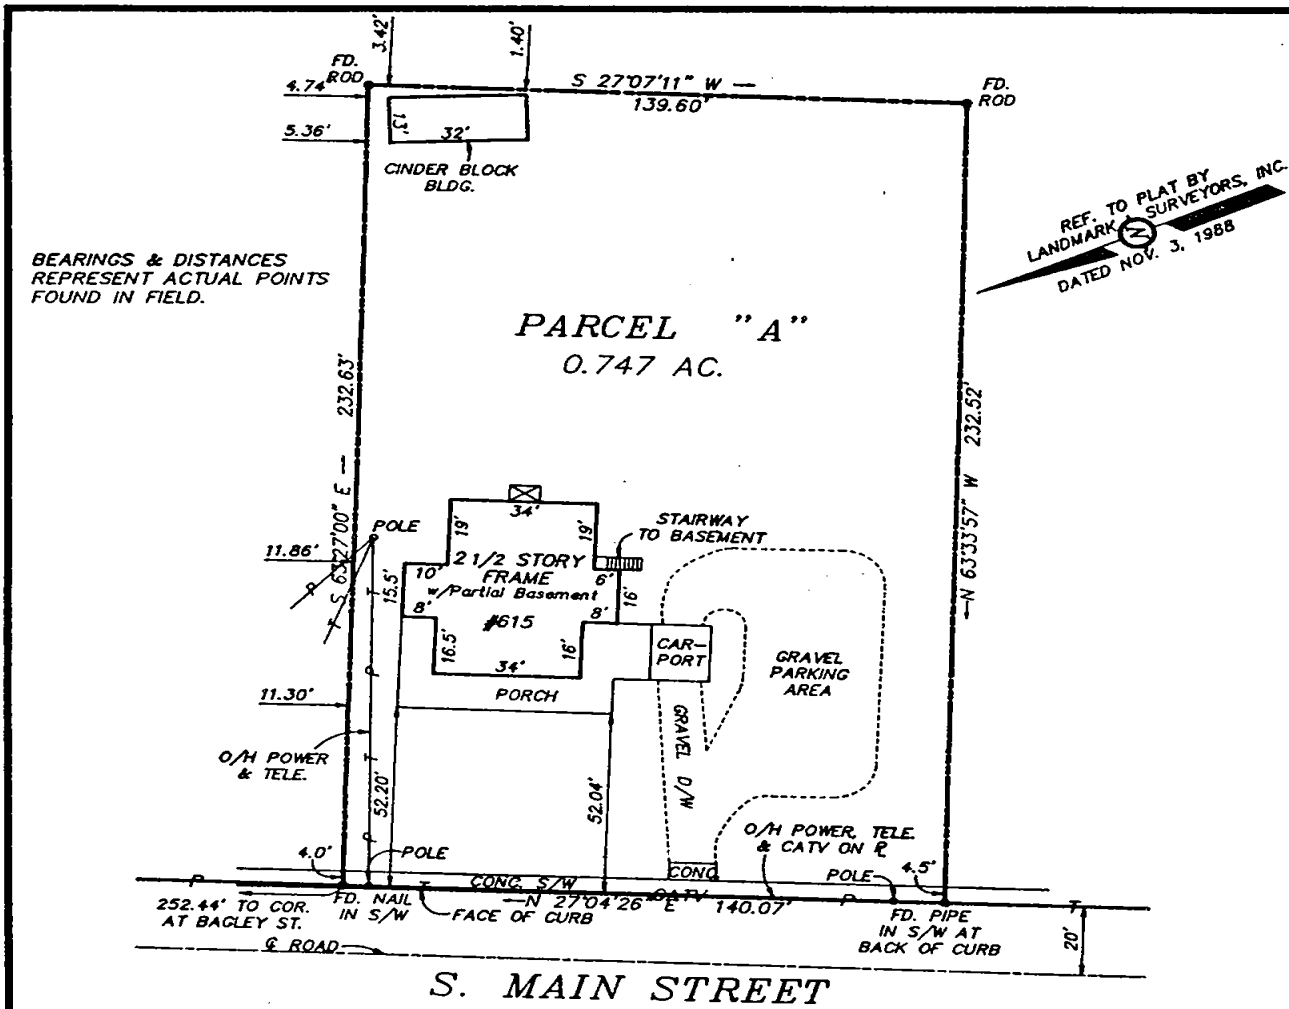 3.42'
1.40'
FD.
ROD
S 27°07'11" W
139.60'
FD.
ROD
4.74'
5.36'
13'
32'
CINDER BLOCK
BLDG.
REF. TO PLAT BY
LANDMARK SURVEYORS, INC.
N
DATED NOV. 3, 1988
BEARINGS & DISTANCES
REPRESENT ACTUAL POINTS
FOUND IN FIELD.
PARCEL "A"
0.747 AC.
S 63°27'00" E 232.63'
N 63°33'57" W 232.52'
POLE
34'
19'
19'
STAIRWAY
TO BASEMENT
11.86'
10'
2 1/2 STORY
FRAME
w/Partial Basement
6'
15.5'
16'
8'
#615
8'
16.5'
16'
34'
PORCH
CAR-
PORT
GRAVEL
PARKING
AREA
11.30'
P
T
T
P
T
P
O/H POWER
& TELE.
52.20'
52.04'
GRAVEL D/W
O/H POWER, TELE.
& CATV ON PL
4.0'
POLE
CONC. S/W
CONC
POLE
4.5'
P
T
CATV
P
T
252.44' TO COR.
AT BAGLEY ST.
FD. NAIL
IN S/W
FACE OF CURB
N 27°04'26" E 140.07'
FD. PIPE
IN S/W AT
BACK OF CURB
20'
CL ROAD
S. MAIN STREET